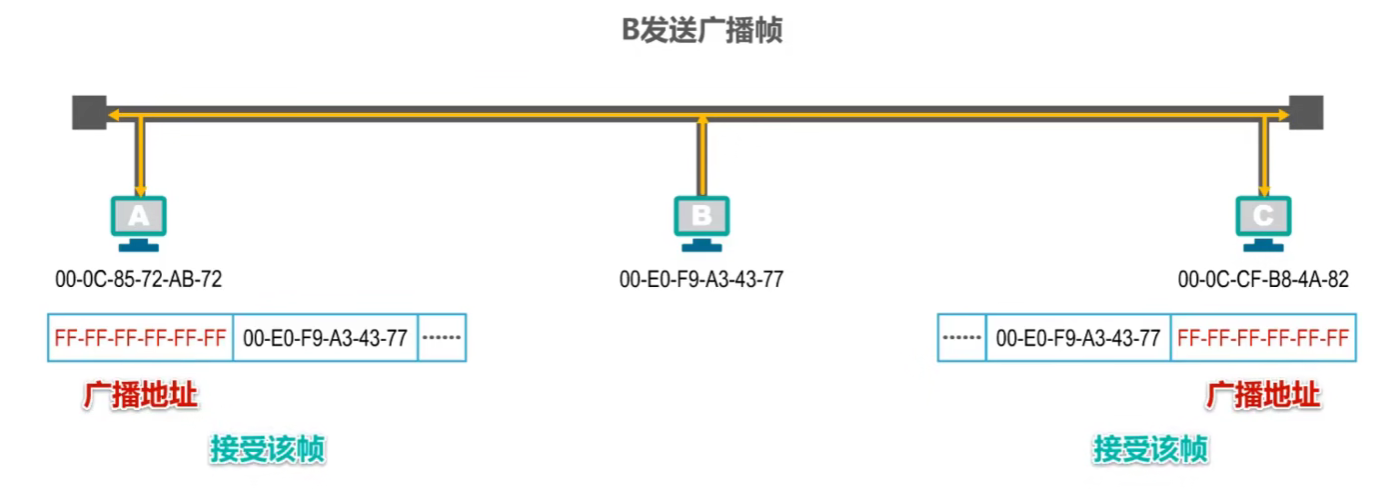 B发送广播帧
A
B
C
00-0C-85-72-AB-72
00-E0-F9-A3-43-77
00-0C-CF-B8-4A-82
FF-FF-FF-FF-FF-FF 00-E0-F9-A3-43-77 ······
······ 00-E0-F9-A3-43-77 FF-FF-FF-FF-FF-FF
广播地址
广播地址
接受该帧
接受该帧